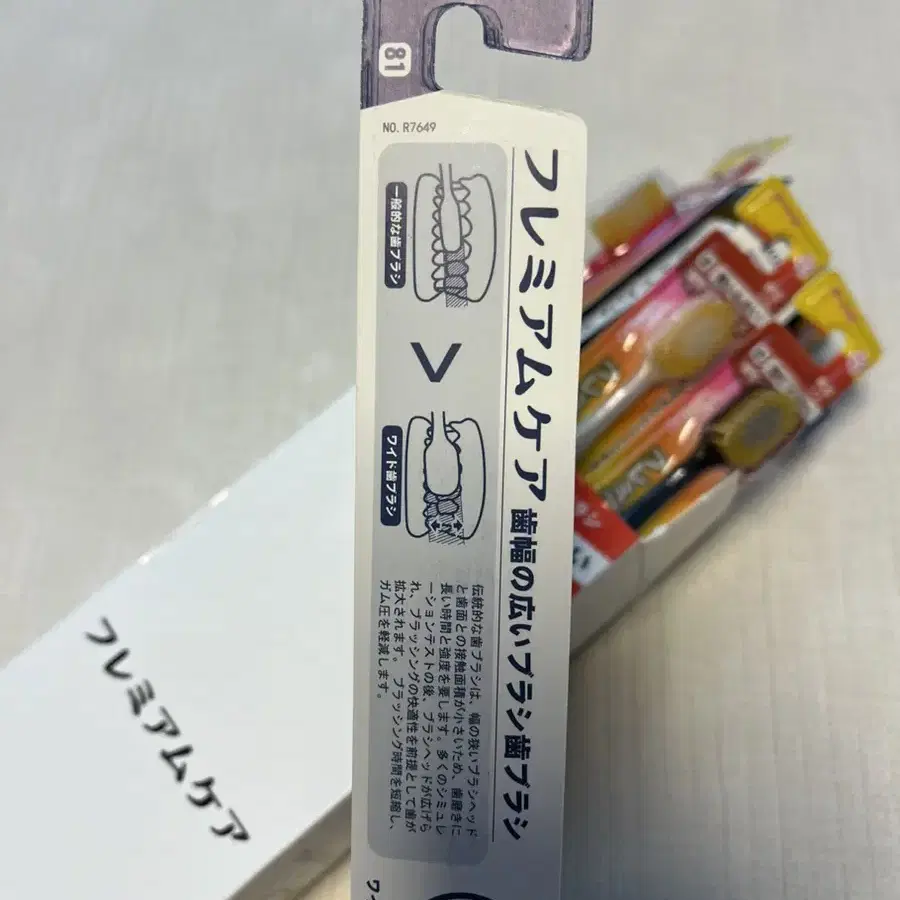 81
NO. R7649
フレミアムケア 歯幅の広いブラシ歯ブラシ
一般的な歯ブラシ
>
ワイド歯ブラシ
伝統的な歯ブラシは、幅の狭いブラシヘッド
と歯面との接触面積が小さいため、歯磨きに
長い時間と強度を要します。多くのシミュレ
ーションテストの後、ブラシヘッドが広げら
れ、ブラッシングの快適性を前提として歯が
拡大されます。ブラッシング時間を短縮し、
ガム圧を軽減します。
フレミアムケア